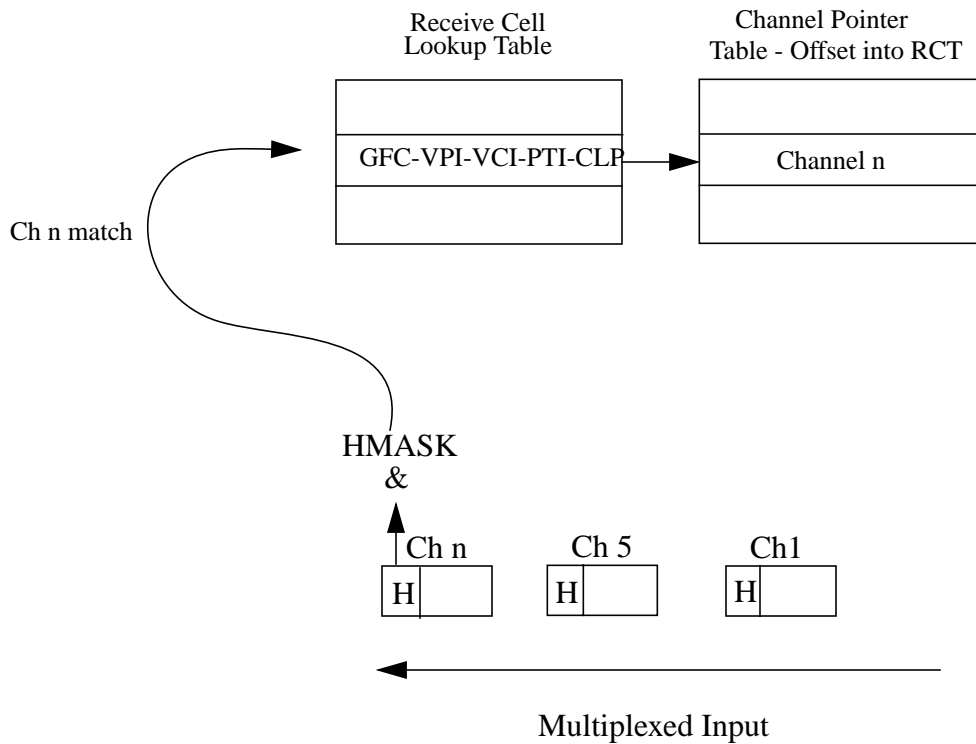 Receive Cell
Lookup Table
Channel Pointer
Table - Offset into RCT
GFC-VPI-VCI-PTI-CLP
Channel n
Ch n match
HMASK
&
Ch n
Ch 5
Ch1
H
H
H
Multiplexed Input